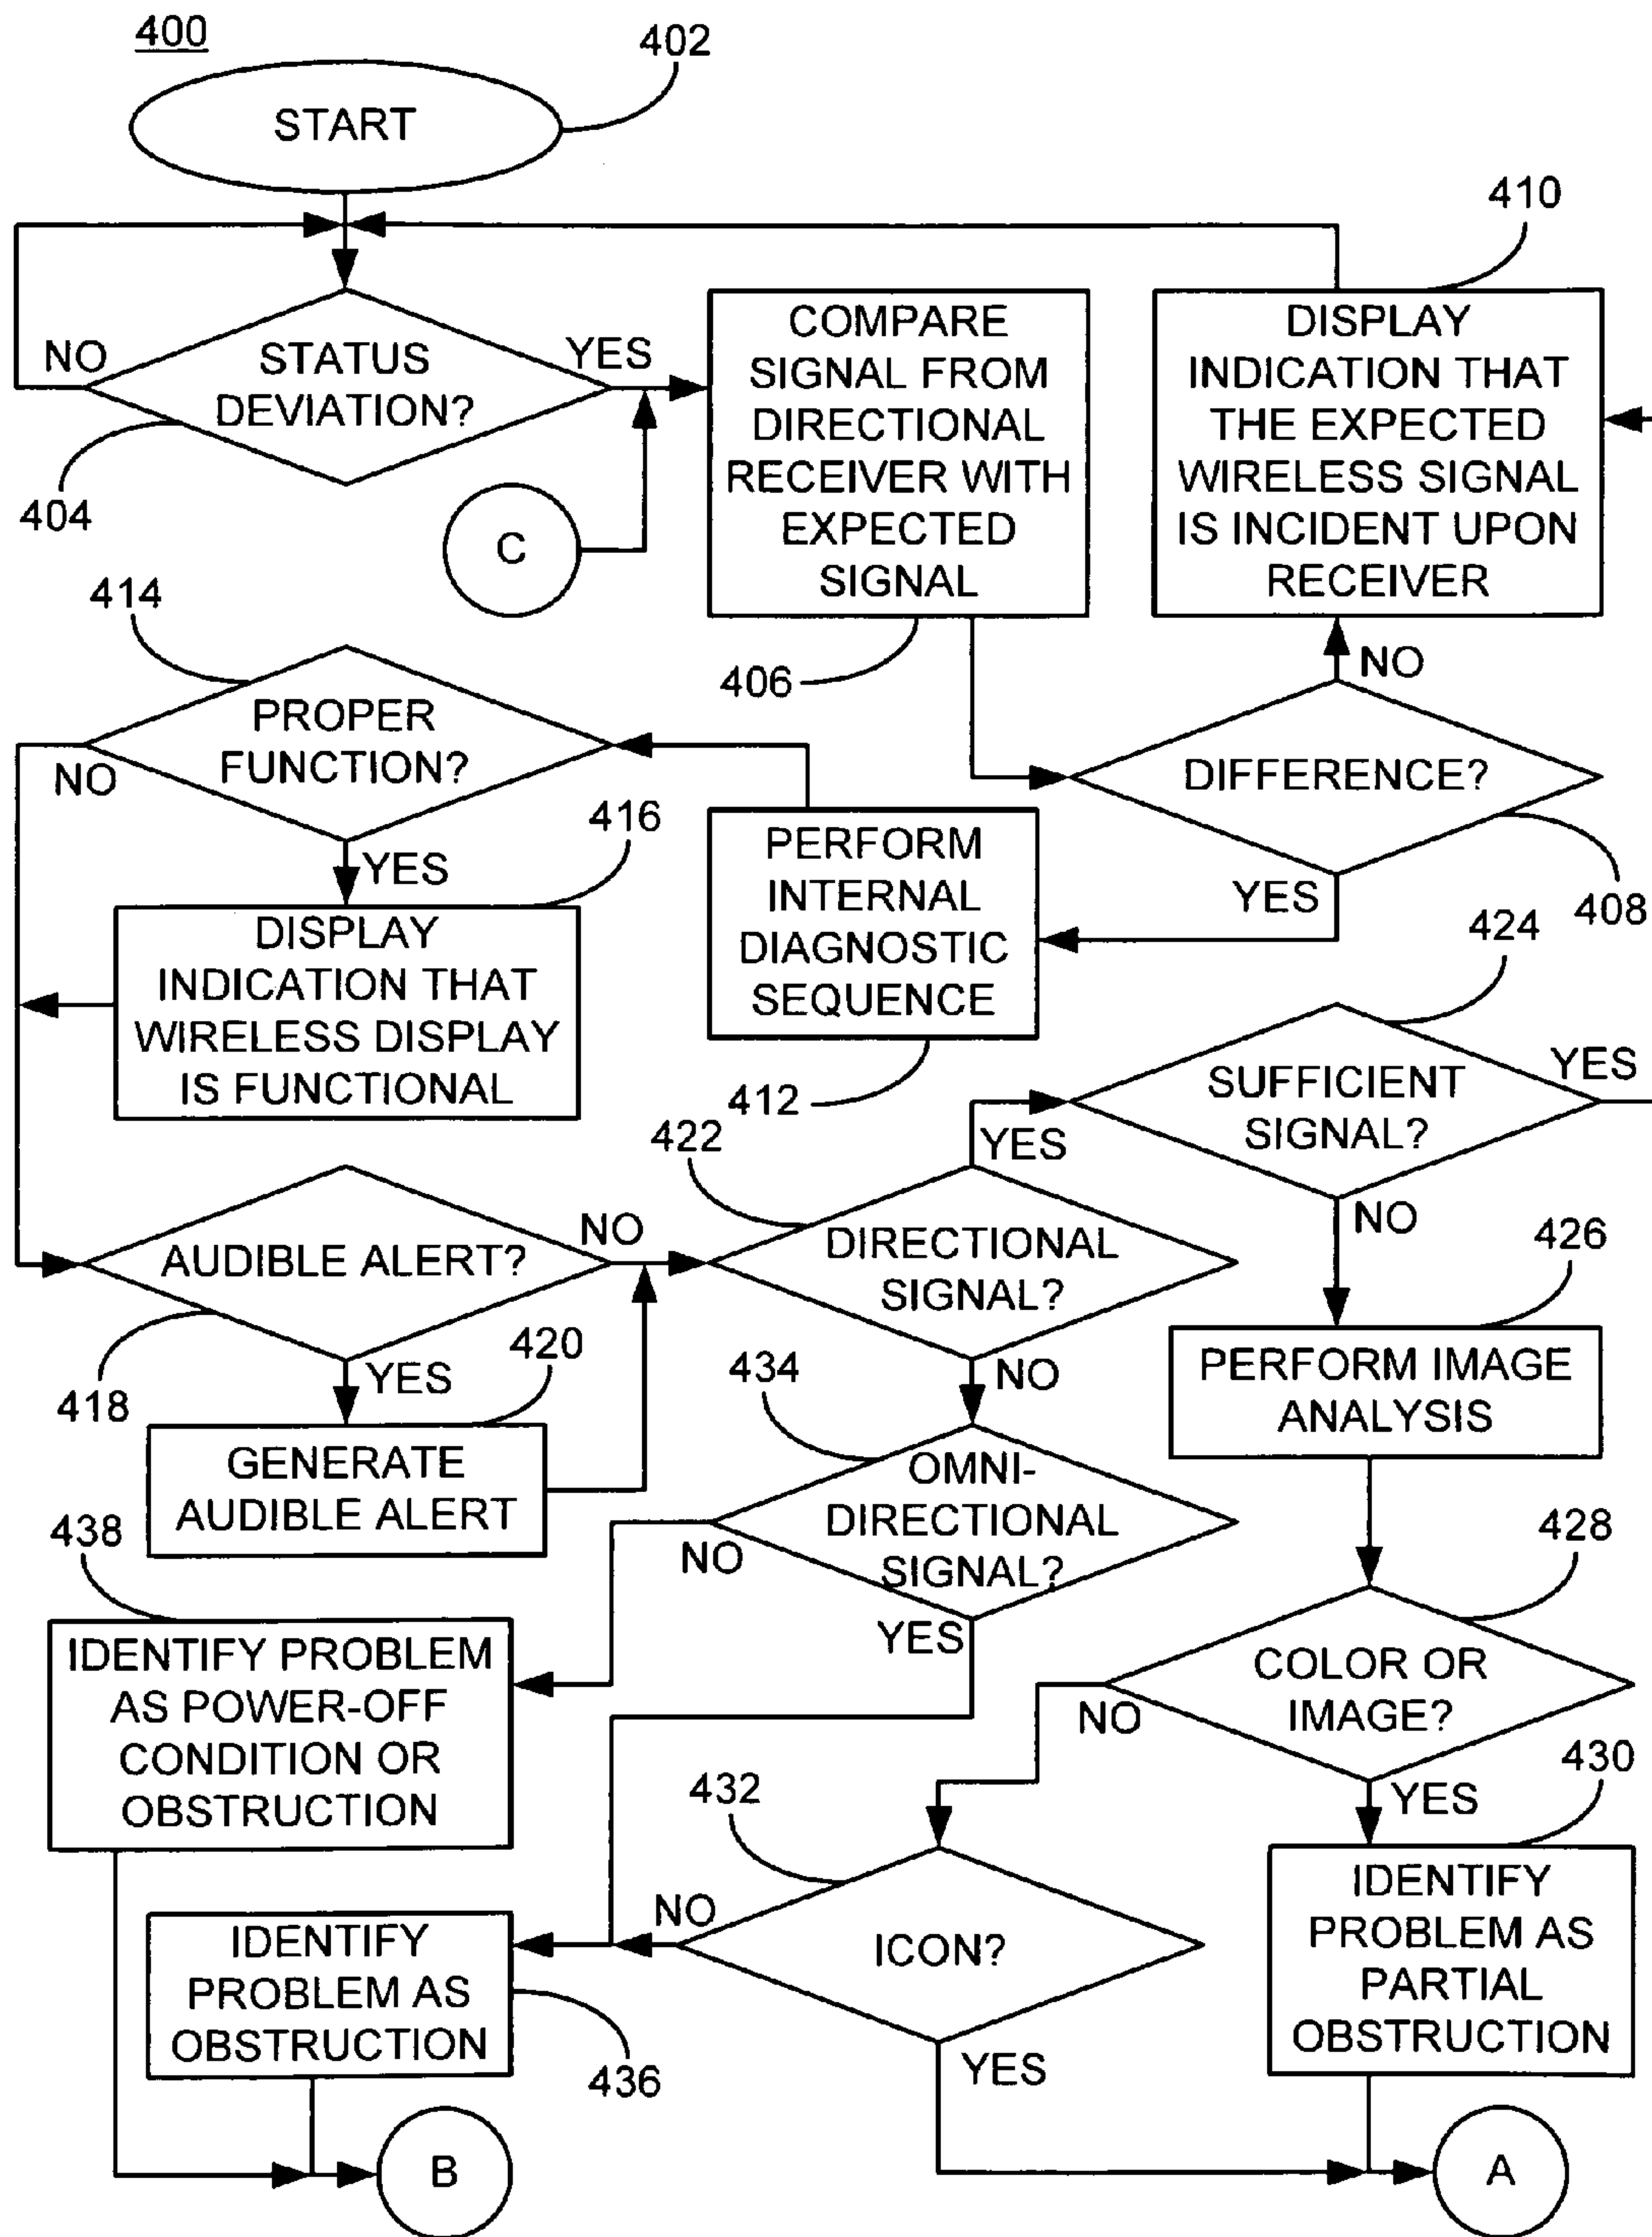 400
402
START
410
NO
STATUS
DEVIATION?
YES
404
C
COMPARE
SIGNAL FROM
DIRECTIONAL
RECEIVER WITH
EXPECTED
SIGNAL
406
DISPLAY
INDICATION THAT
THE EXPECTED
WIRELESS SIGNAL
IS INCIDENT UPON
RECEIVER
NO
414
PROPER
FUNCTION?
NO
YES
DIFFERENCE?
YES
408
416
DISPLAY
INDICATION THAT
WIRELESS DISPLAY
IS FUNCTIONAL
PERFORM
INTERNAL
DIAGNOSTIC
SEQUENCE
412
424
SUFFICIENT
SIGNAL?
YES
NO
422
YES
DIRECTIONAL
SIGNAL?
NO
AUDIBLE ALERT?
NO
418
YES
420
GENERATE
AUDIBLE ALERT
426
PERFORM IMAGE
ANALYSIS
434
OMNI-
DIRECTIONAL
SIGNAL?
NO
YES
428
COLOR OR
IMAGE?
NO
YES
438
IDENTIFY PROBLEM
AS POWER-OFF
CONDITION OR
OBSTRUCTION
432
ICON?
NO
YES
430
IDENTIFY
PROBLEM AS
PARTIAL
OBSTRUCTION
IDENTIFY
PROBLEM AS
OBSTRUCTION
436
B
A